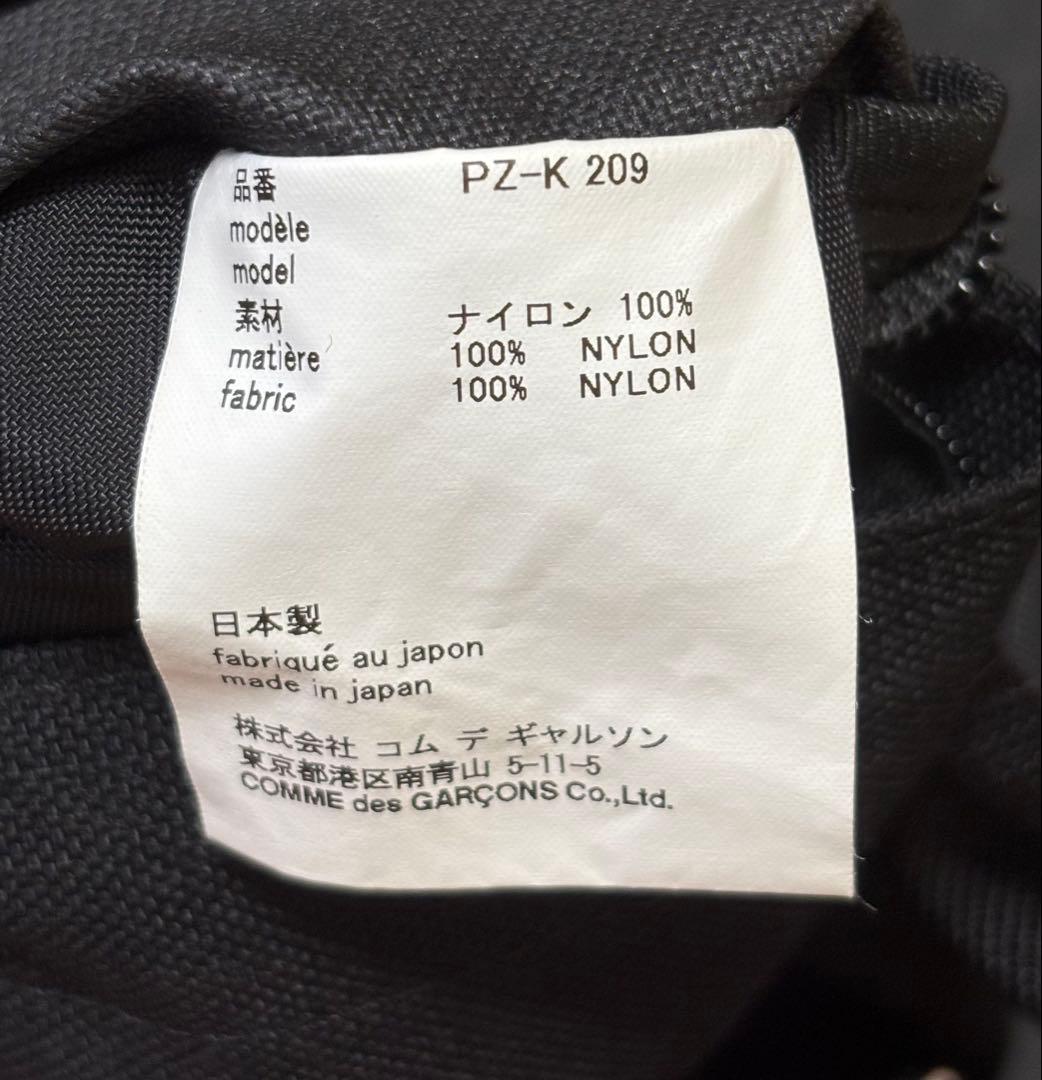 品番 PZ-K 209
modèle
model
素材 ナイロン 100%
matière 100% NYLON
fabric 100% NYLON
日本製
fabriqué au japon
made in japan
株式会社 コム デ ギャルソン
東京都港区南青山 5-11-5
COMME des GARÇONS Co.,Ltd.